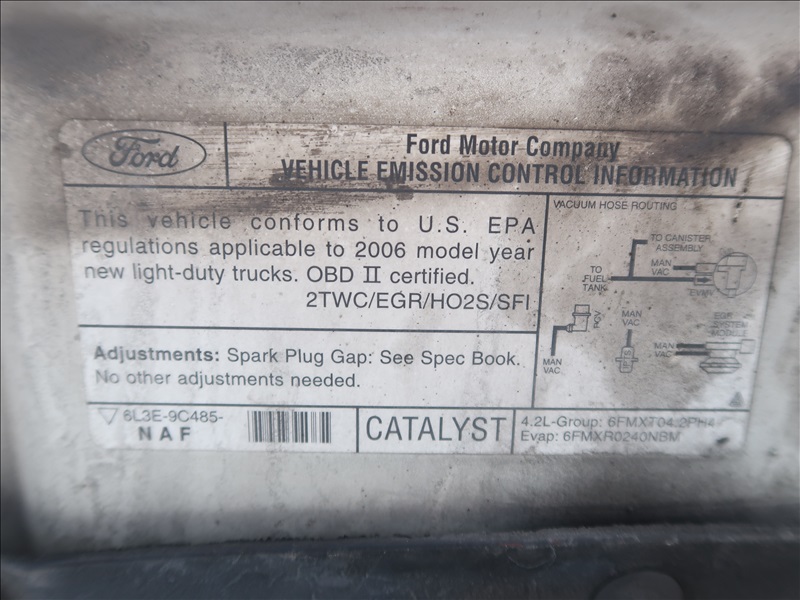 Ford
Ford Motor Company
VEHICLE EMISSION CONTROL INFORMATION
This vehicle conforms to U.S. EPA
regulations applicable to 2006 model year
new light-duty trucks. OBD II certified.
2TWC/EGR/HO2S/SFI
VACUUM HOSE ROUTING
TO CANISTER
ASSEMBLY
MAN
VAC
TO
FUEL
TANK
EVMV
PCV
MAN
VAC
MAN
VAC
EGR
SYSTEM
MODULE
MAN
VAC
Adjustments: Spark Plug Gap: See Spec Book.
No other adjustments needed.
6L3E-9C485-
NAF
CATALYST
4.2L-Group: 6FMXT04.2PH4
Evap: 6FMXR0240NBM